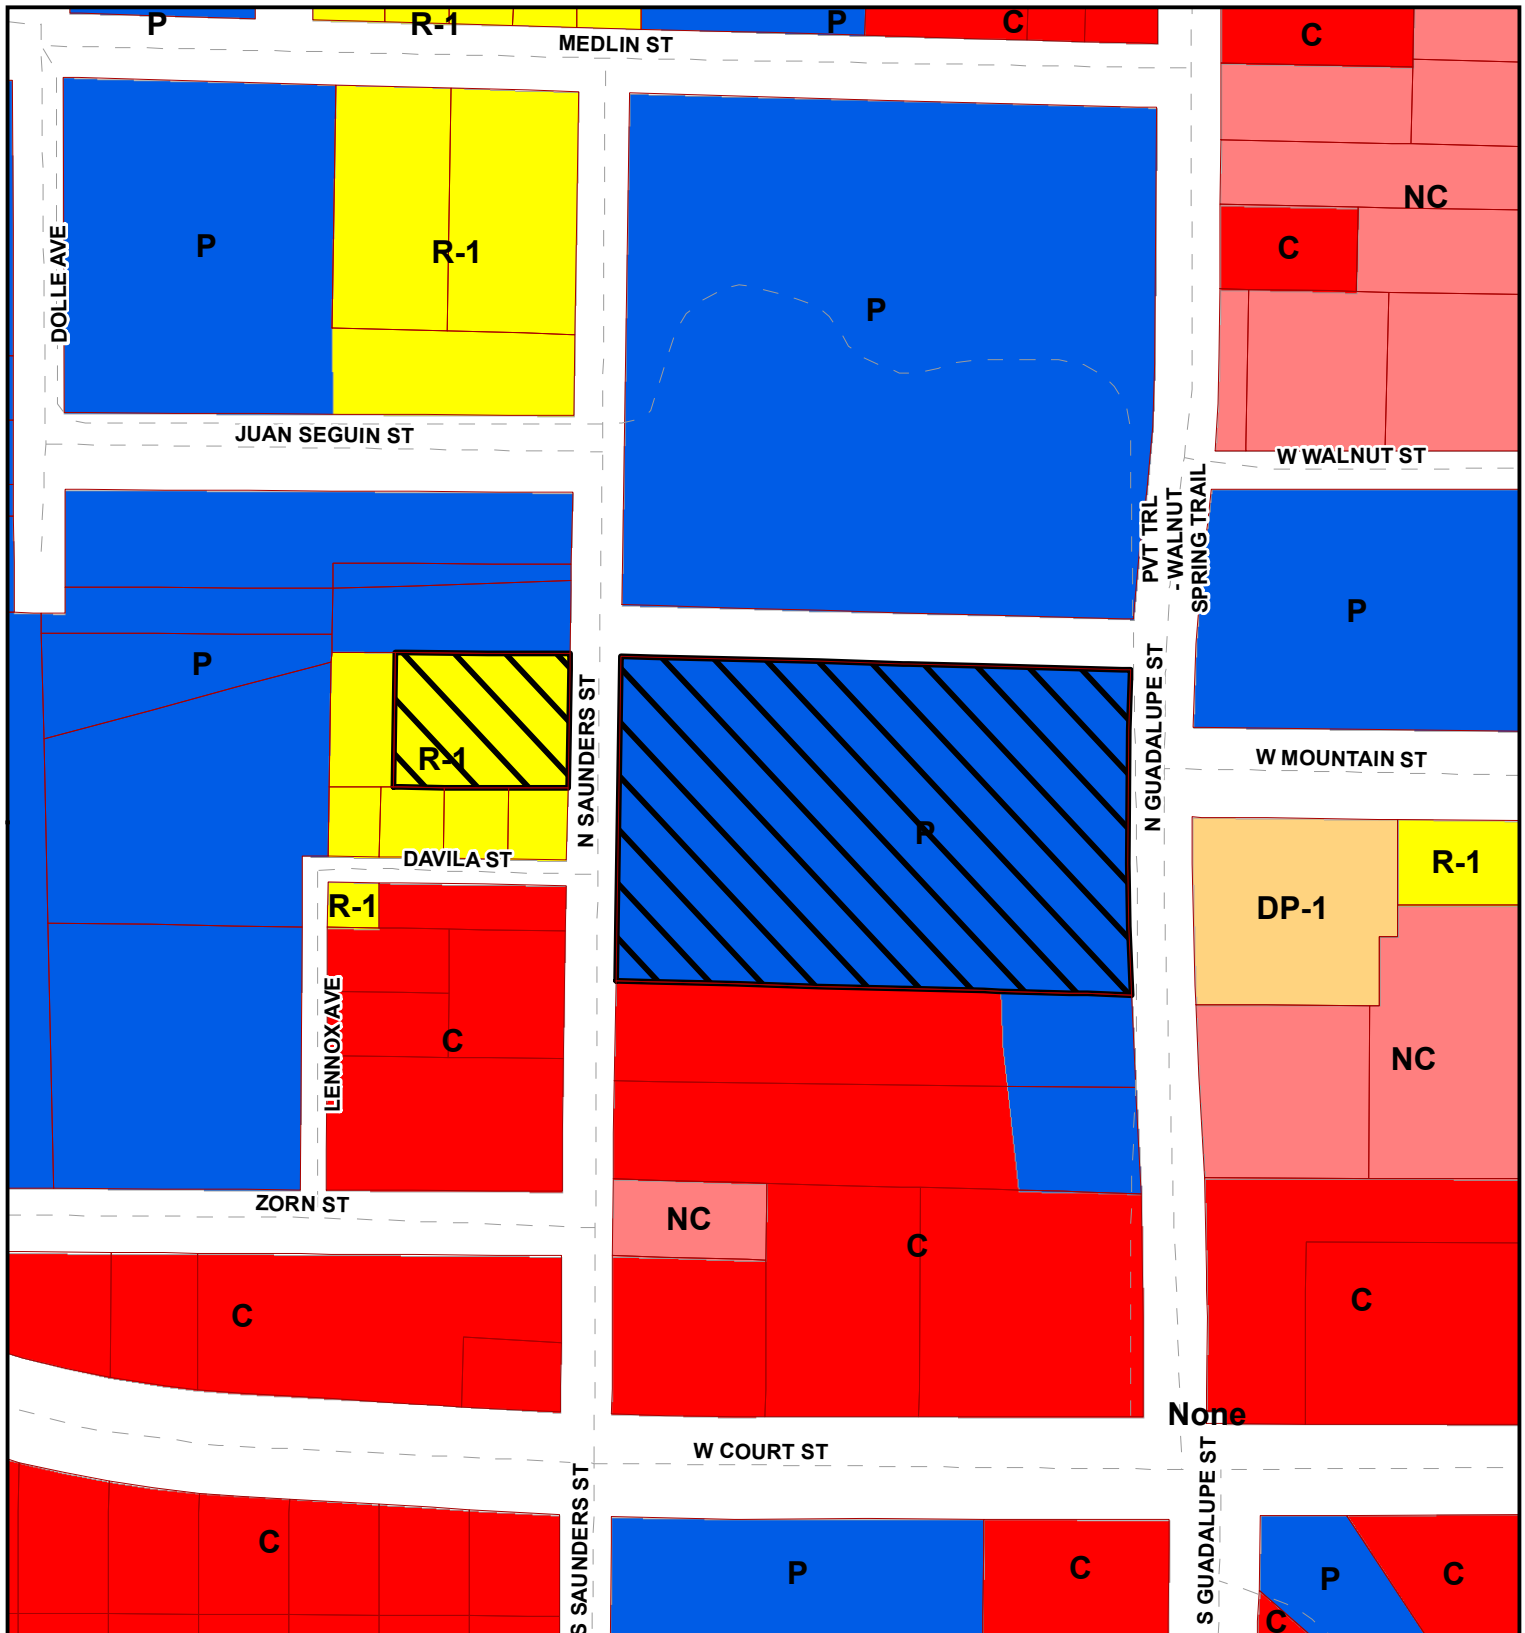 P
R-1
P
C
C
MEDLIN ST
NC
P
R-1
C
DOLLE AVE
P
JUAN SEGUIN ST
W WALNUT ST
PVT TRL
- WALNUT
SPRING TRAIL
P
P
N SAUNDERS ST
N GUADALUPE ST
R-1
W MOUNTAIN ST
P
DAVILA ST
R-1
R-1
DP-1
LENNOX AVE
C
NC
ZORN ST
NC
C
C
C
None
W COURT ST
S SAUNDERS ST
S GUADALUPE ST
C
P
C
P
C
C